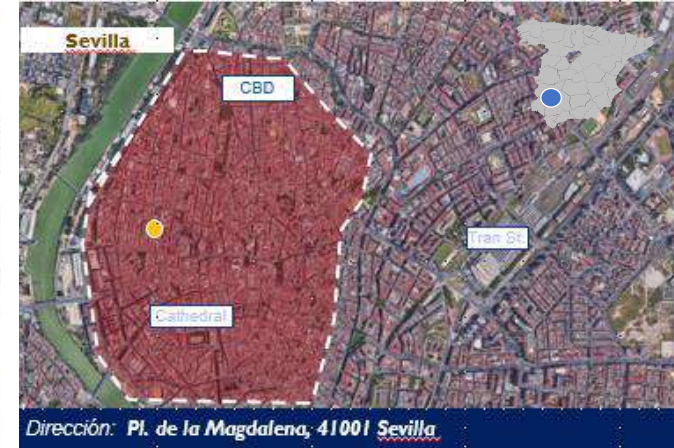 Sevilla
CBD
Tran St.
Cathedral
Dirección: Pl. de la Magdalena, 41001 Sevilla